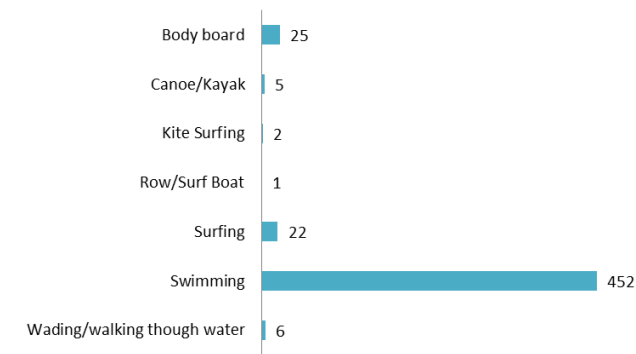 Body board 25
Canoe/Kayak 5
Kite Surfing 2
Row/Surf Boat 1
Surfing 22
Swimming 452
Wading/walking though water 6